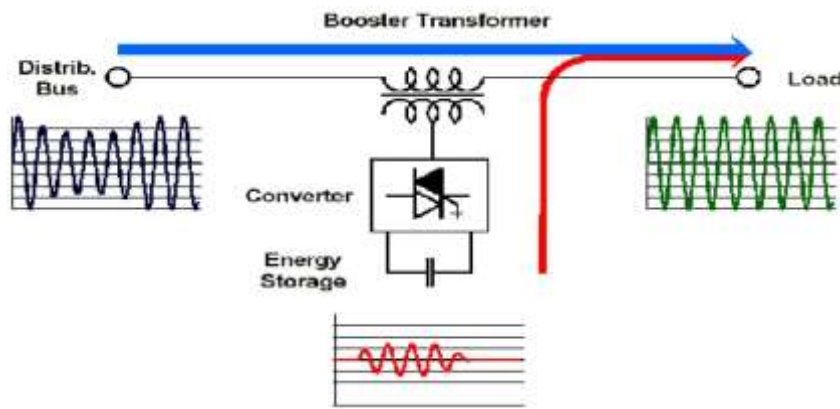 Booster Transformer
Distrib.
Bus
Load
Converter
Energy
Storage